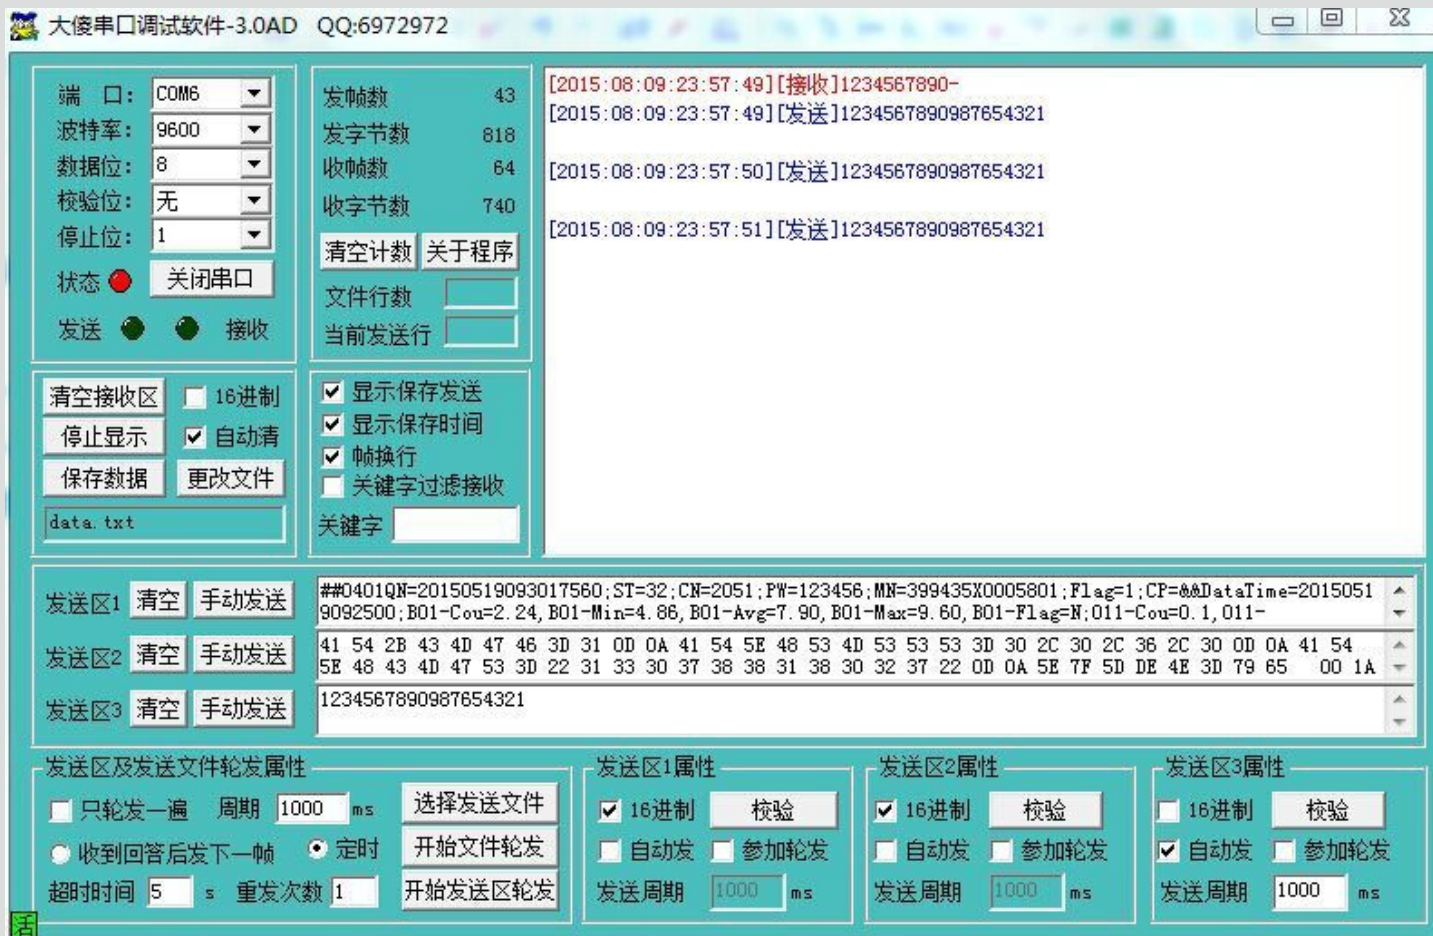 大傻串口调试软件-3.0AD QQ:6972972
端 口: COM6
波特率: 9600
数据位: 8
校验位: 无
停止位: 1
状态 关闭串口
发送 接收
发帧数 43
发字节数 818
收帧数 64
收字节数 740
清空计数 关于程序
文件行数
当前发送行
[2015:08:09:23:57:49][接收]1234567890-
[2015:08:09:23:57:49][发送]1234567890987654321
[2015:08:09:23:57:50][发送]1234567890987654321
[2015:08:09:23:57:51][发送]1234567890987654321
清空接收区 16进制
停止显示 自动清
保存数据 更改文件
data.txt
显示保存发送
显示保存时间
帧换行
关键字过滤接收
关键字
发送区1 清空 手动发送
##0401QN=20150519093017560;ST=32;CN=2051;PW=123456;MN=399435X0005801;Flag=1;CP=&&DataTime=2015051
9092500;B01-Cou=2.24,B01-Min=4.86,B01-Avg=7.90,B01-Max=9.60,B01-Flag=N;011-Cou=0.1,011-
发送区2 清空 手动发送
41 54 2B 43 4D 47 46 3D 31 0D 0A 41 54 5E 48 53 4D 53 53 53 3D 30 2C 30 2C 36 2C 30 0D 0A 41 54
5E 48 43 4D 47 53 3D 22 31 33 30 37 38 38 31 38 30 32 37 22 0D 0A 5E 7F 5D DE 4E 3D 79 65 00 1A
发送区3 清空 手动发送
1234567890987654321
发送区及发送文件轮发属性
只轮发一遍 周期 1000 ms 选择发送文件
收到回答后发下一帧 定时 开始文件轮发
超时时间 5 s 重发次数 1 开始发送区轮发
发送区1属性
16进制 校验
自动发 参加轮发
发送周期 1000 ms
发送区2属性
16进制 校验
自动发 参加轮发
发送周期 1000 ms
发送区3属性
16进制 校验
自动发 参加轮发
发送周期 1000 ms
活